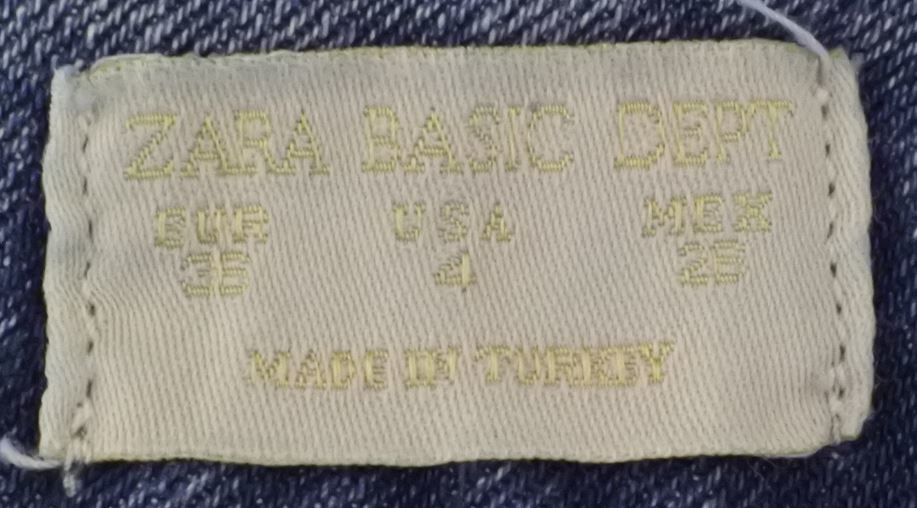 ZARA BASIC DEPT
EUR USA MEX
36 4 26
MADE IN TURKEY